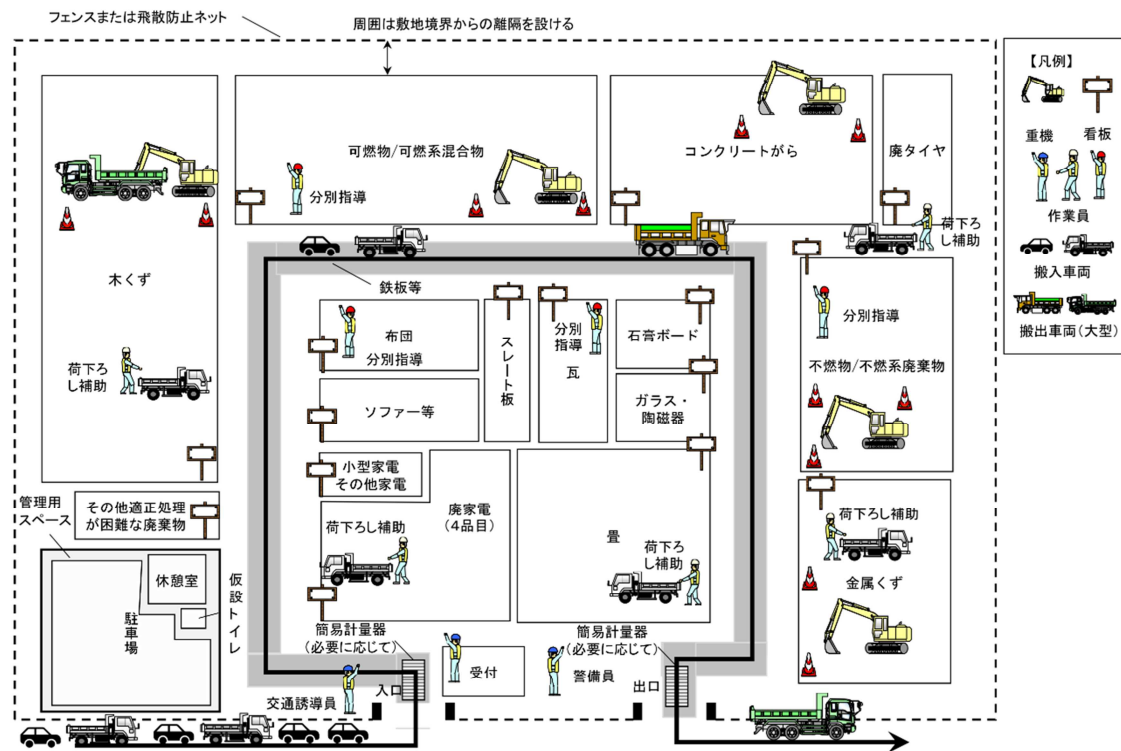 フェンスまたは飛散防止ネット
周囲は敷地境界からの離隔を設ける
【凡例】
重機
看板
作業員
搬入車両
搬出車両(大型)
可燃物/可燃系混合物
分別指導
コンクリートがら
廃タイヤ
荷下ろ
し補助
木くず
鉄板等
荷下ろ
し補助
布団
分別指導
スレート板
分別
指導
瓦
石膏ボード
分別指導
不燃物/不燃系廃棄物
ソファー等
ガラス・
陶磁器
小型家電
その他家電
廃家電
(4品目)
荷下ろし補助
畳
荷下ろ
し補助
荷下ろし補助
金属くず
管理用
スペース
その他適正処理
が困難な廃棄物
休憩室
仮設トイレ
駐車場
簡易計量器
(必要に応じて)
簡易計量器
(必要に応じて)
交通誘導員
入口
受付
警備員
出口